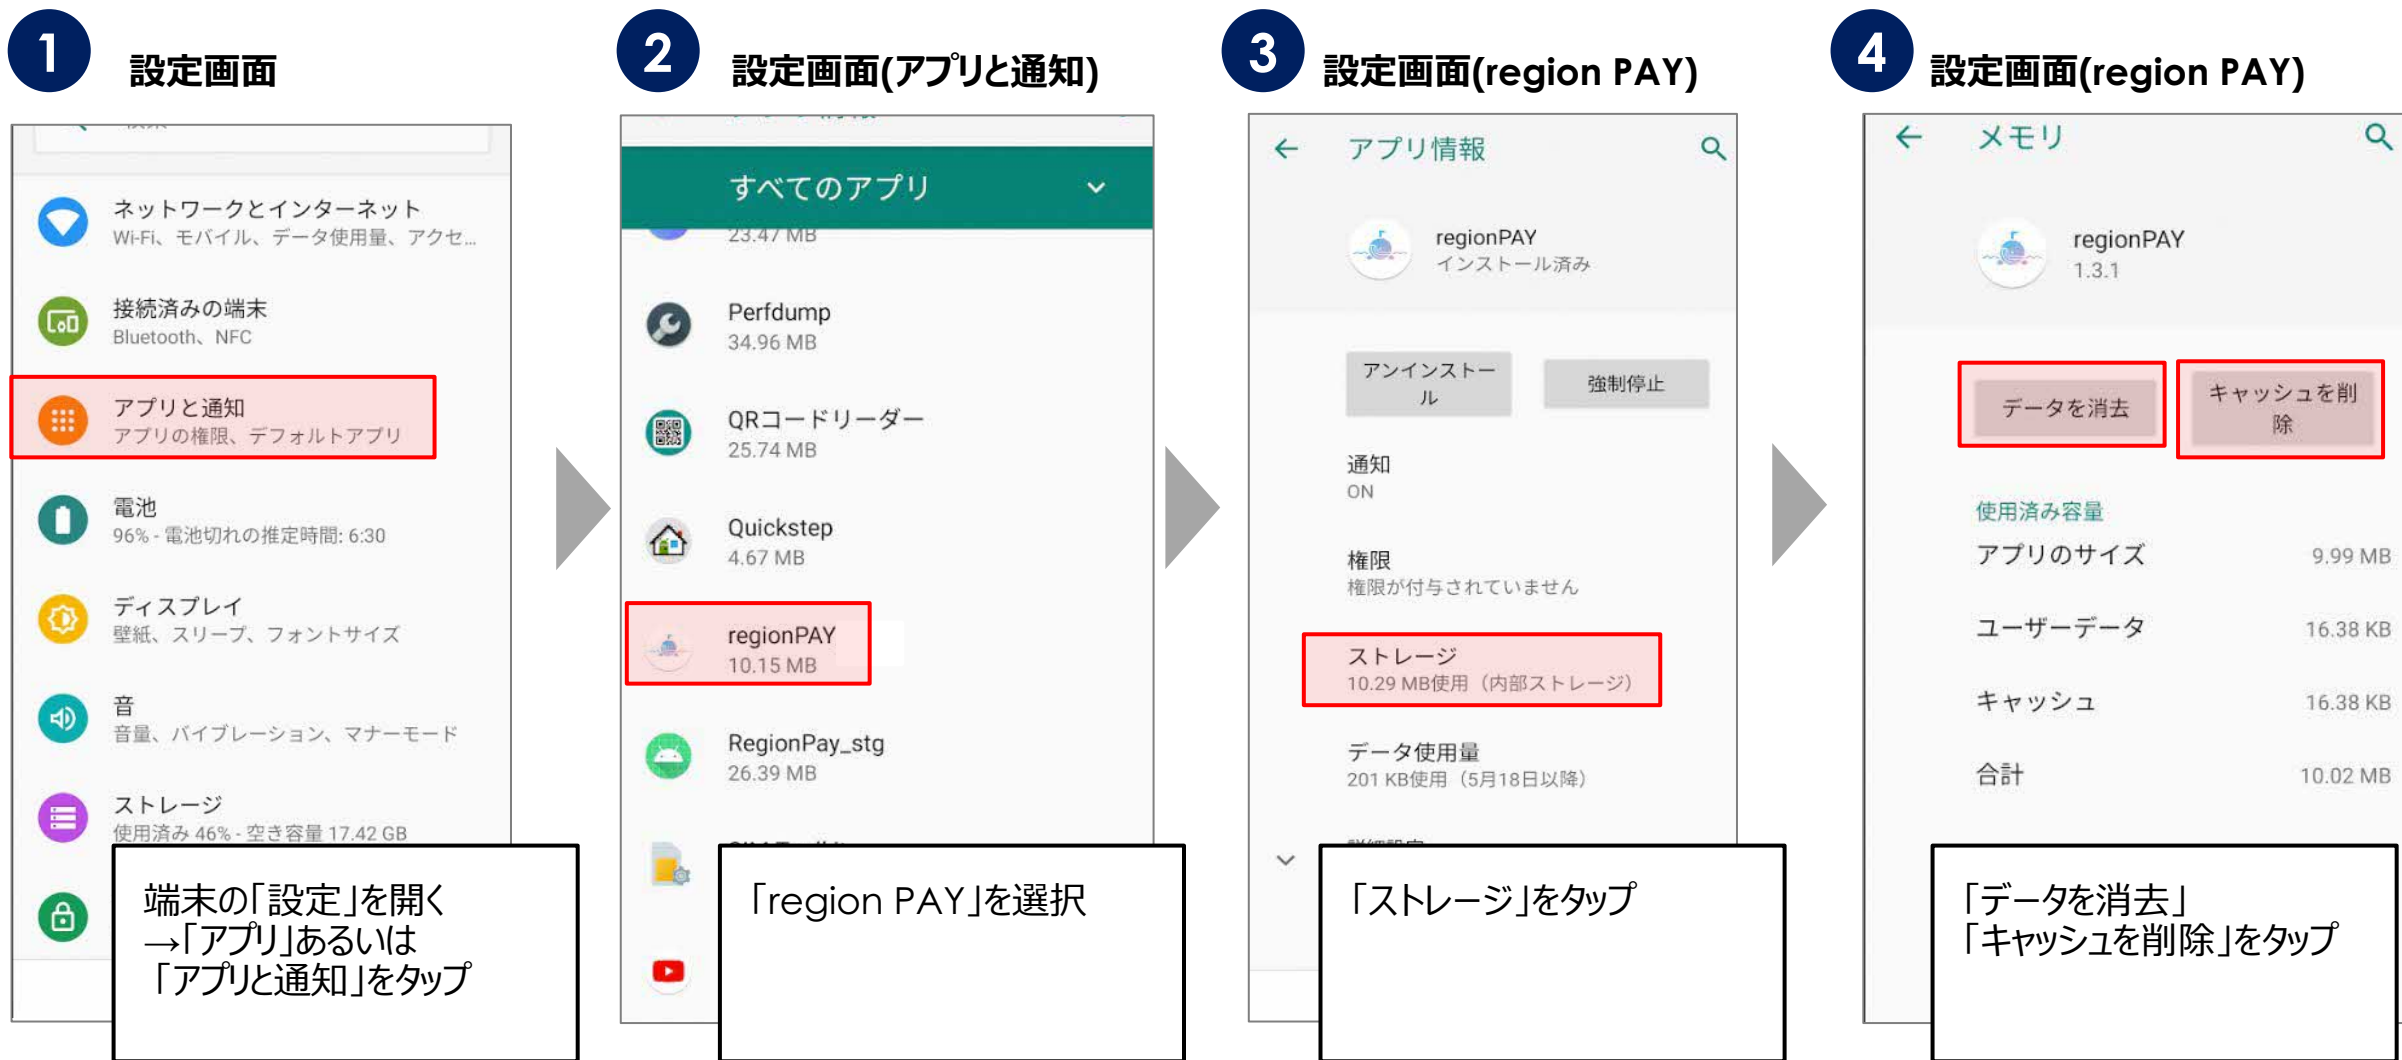 1
設定画面
ネットワークとインターネット
Wi-Fi、モバイル、データ使用量、アクセ...
接続済みの端末
Bluetooth、NFC
アプリと通知
アプリの権限、デフォルトアプリ
電池
96% - 電池切れの推定時間: 6:30
ディスプレイ
壁紙、スリープ、フォントサイズ
音
音量、バイブレーション、マナーモード
ストレージ
使用済み 46% - 空き容量 17.42 GB
端末の「設定」を開く
→「アプリ」あるいは
「アプリと通知」をタップ
2
設定画面(アプリと通知)
すべてのアプリ
23.47 MB
Perfdump
34.96 MB
QRコードリーダー
25.74 MB
Quickstep
4.67 MB
regionPAY
10.15 MB
RegionPay_stg
26.39 MB
「region PAY」を選択
3
設定画面(region PAY)
アプリ情報
regionPAY
インストール済み
アンインストー
ル
強制停止
通知
ON
権限
権限が付与されていません
ストレージ
10.29 MB使用（内部ストレージ）
データ使用量
201 KB使用（5月18日以降）
「ストレージ」をタップ
4
設定画面(region PAY)
メモリ
regionPAY
1.3.1
データを消去
キャッシュを削
除
使用済み容量
アプリのサイズ 9.99 MB
ユーザーデータ 16.38 KB
キャッシュ 16.38 KB
合計 10.02 MB
「データを消去」
「キャッシュを削除」をタップ